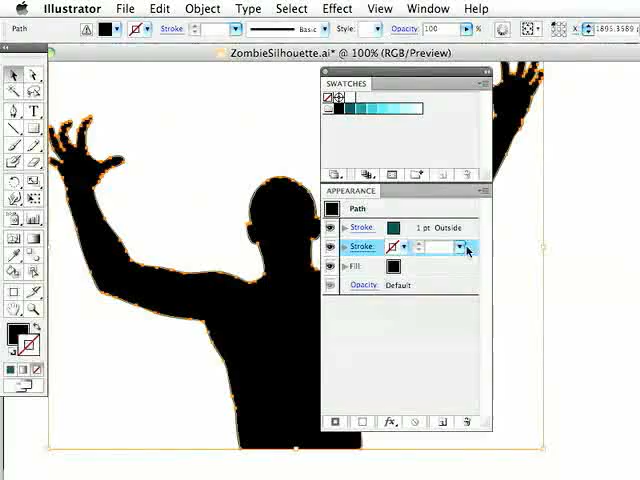 Illustrator File Edit Object Type Select Effect View Window Help
Path Stroke: Basic Style: Opacity: 100 %
ZombieSilhouette.ai* @ 100% (RGB/Preview)
SWATCHES
APPEARANCE
Path
Stroke: 1 pt Outside
Stroke:
Fill:
Opacity: Default